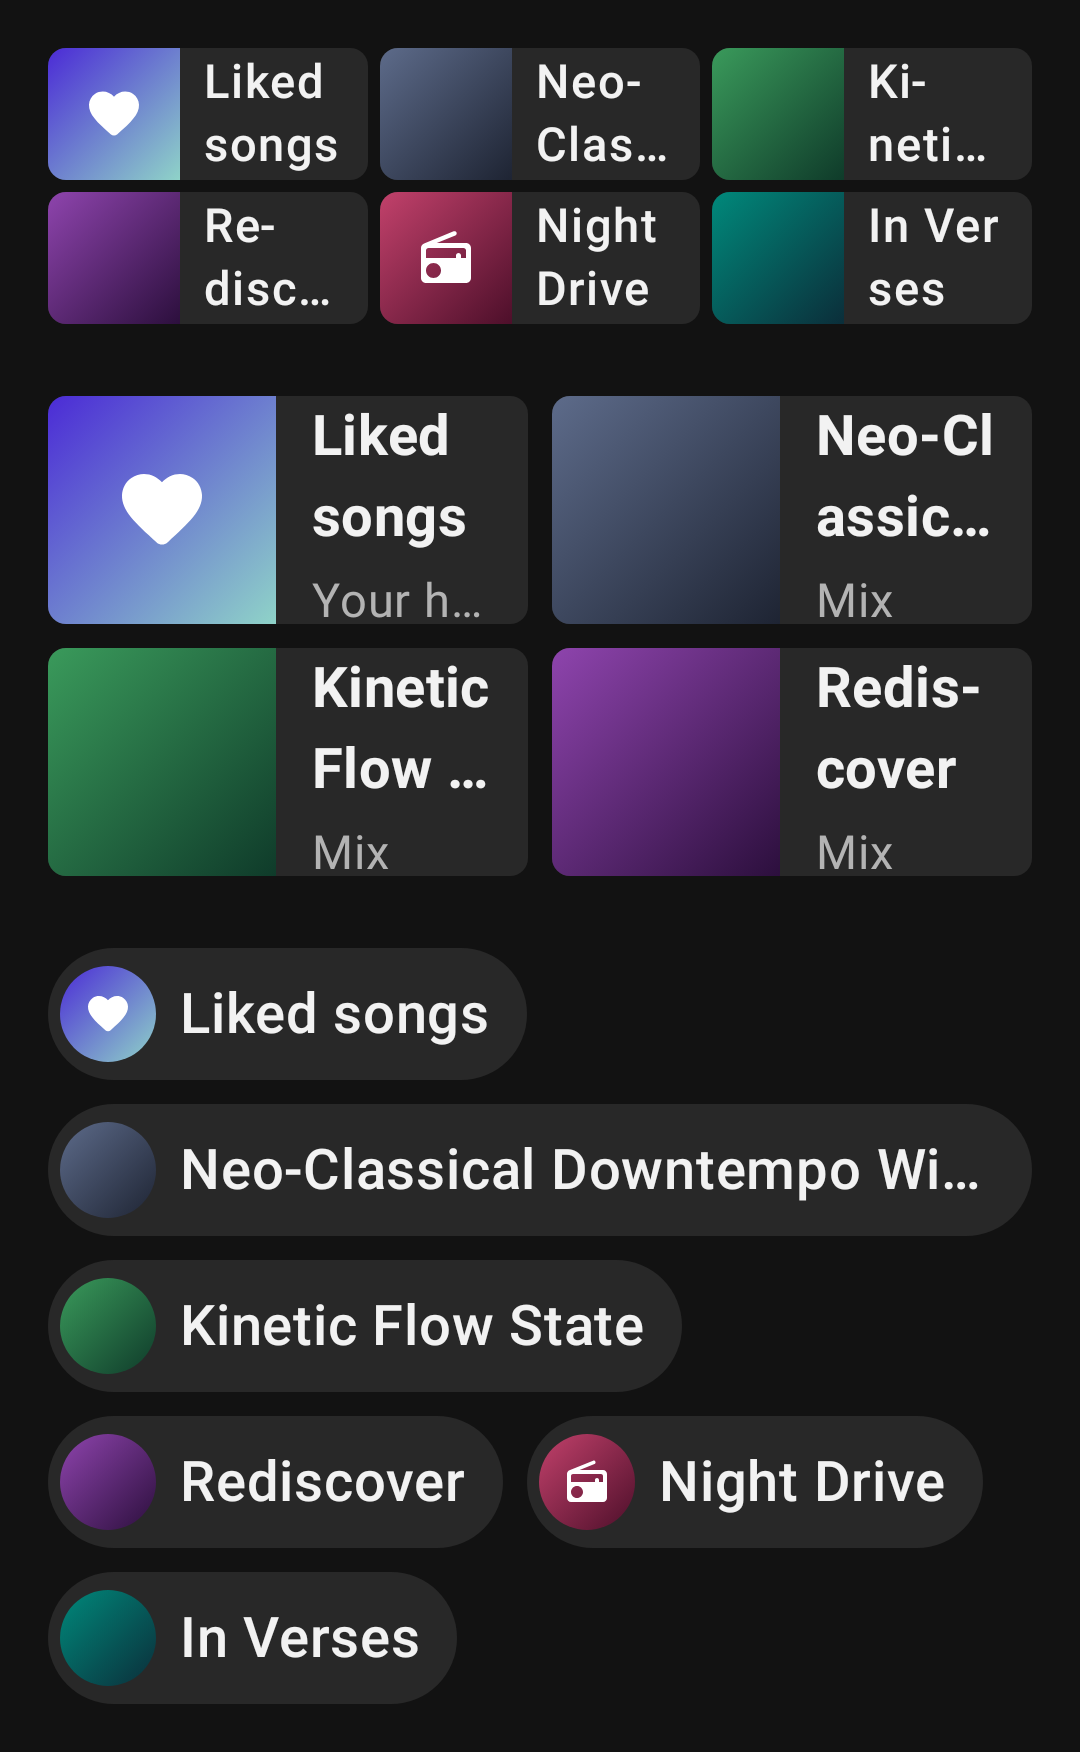 Liked
songs
Neo-
Clas…
Ki-
neti…
Re-
disc…
Night
Drive
In Ver
ses
Liked
songs
Your h…
Neo-Cl
assic…
Mix
Kinetic
Flow …
Mix
Redis-
cover
Mix
Liked songs
Neo-Classical Downtempo Wi…
Kinetic Flow State
Rediscover
Night Drive
In Verses